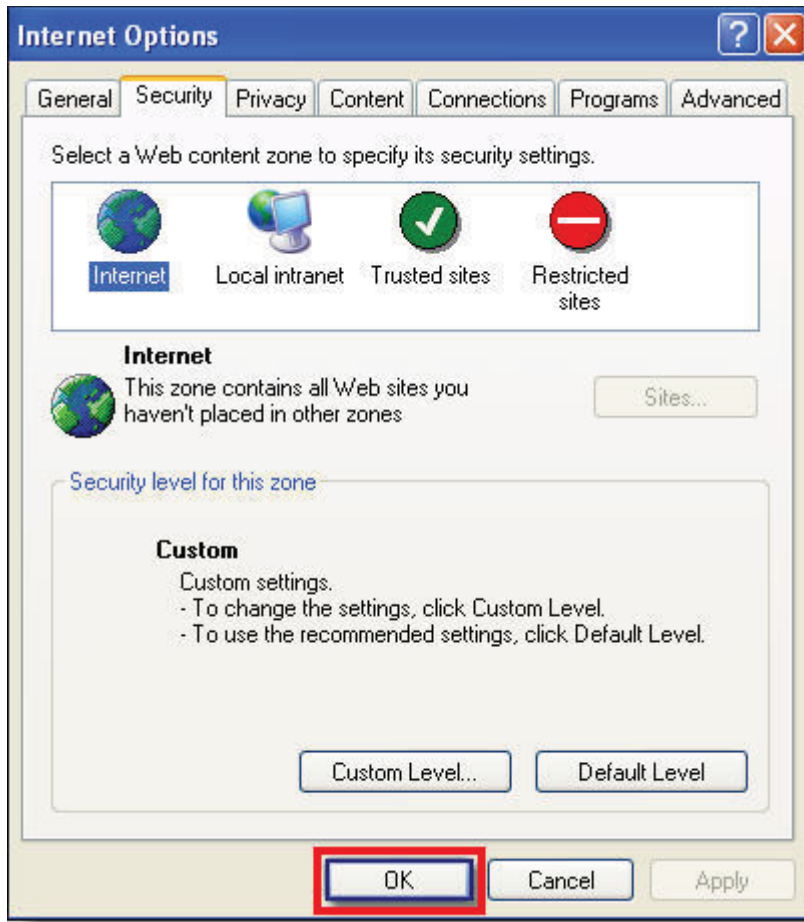 Internet Options
?
X
General Security Privacy Content Connections Programs Advanced
Select a Web content zone to specify its security settings.
Internet Local intranet Trusted sites Restricted
sites
Internet
This zone contains all Web sites you
haven't placed in other zones
Sites...
Security level for this zone
Custom
Custom settings.
- To change the settings, click Custom Level.
- To use the recommended settings, click Default Level.
Custom Level... Default Level
OK Cancel Apply